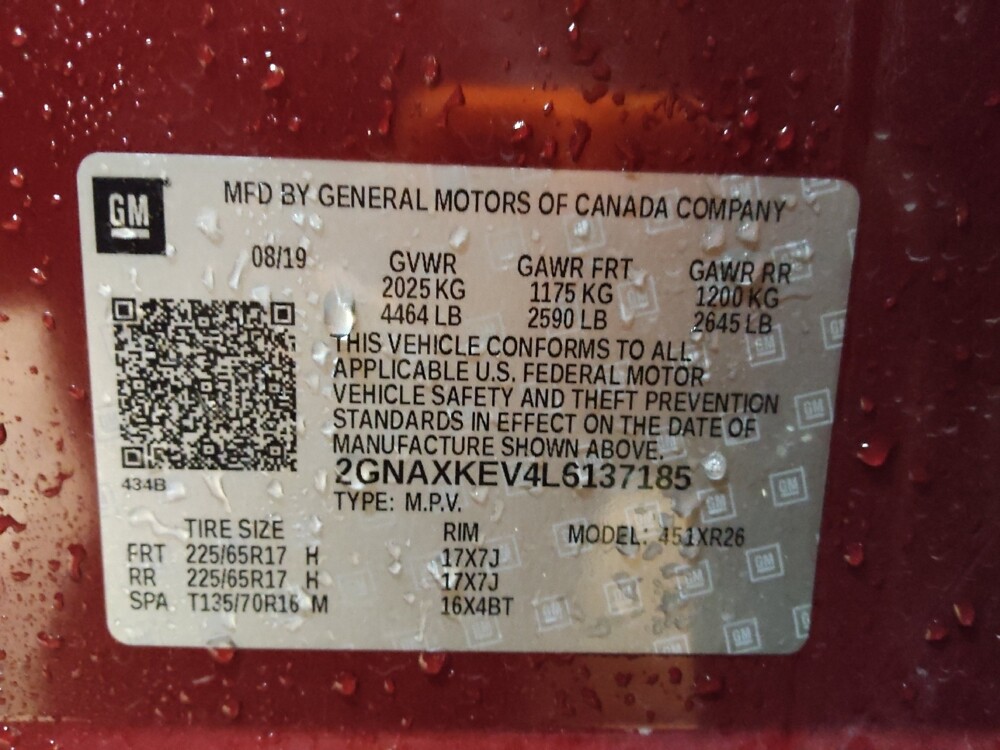 GM
MFD BY GENERAL MOTORS OF CANADA COMPANY
08/19
GVWR GAWR FRT GAWR RR
2025 KG 1175 KG 1200 KG
4464 LB 2590 LB 2645 LB
THIS VEHICLE CONFORMS TO ALL
APPLICABLE U.S. FEDERAL MOTOR
VEHICLE SAFETY AND THEFT PREVENTION
STANDARDS IN EFFECT ON THE DATE OF
MANUFACTURE SHOWN ABOVE.
2GNAXKEV4L6137185
434B
TYPE: M.P.V.
TIRE SIZE RIM MODEL: 451XR26
FRT 225/65R17 H 17X7J
RR 225/65R17 H 17X7J
SPA T135/70R16 M 16X4BT